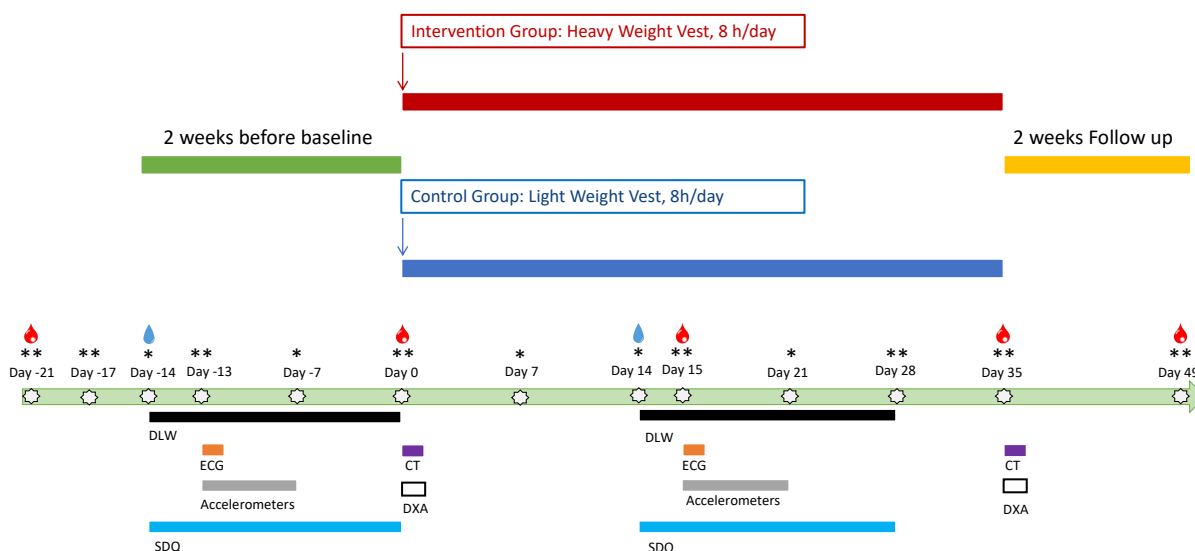 Intervention Group: Heavy Weight Vest, 8 h/day
2 weeks before baseline
2 weeks Follow up
Control Group: Light Weight Vest, 8h/day
** ** * ** * ** * * ** * ** ** **
Day -21 Day -17 Day -14 Day -13 Day -7 Day 0 Day 7 Day 14 Day 15 Day 21 Day 28 Day 35 Day 49
DLW DLW
ECG CT ECG CT
Accelerometers DXA Accelerometers DXA
SDQ SDQ